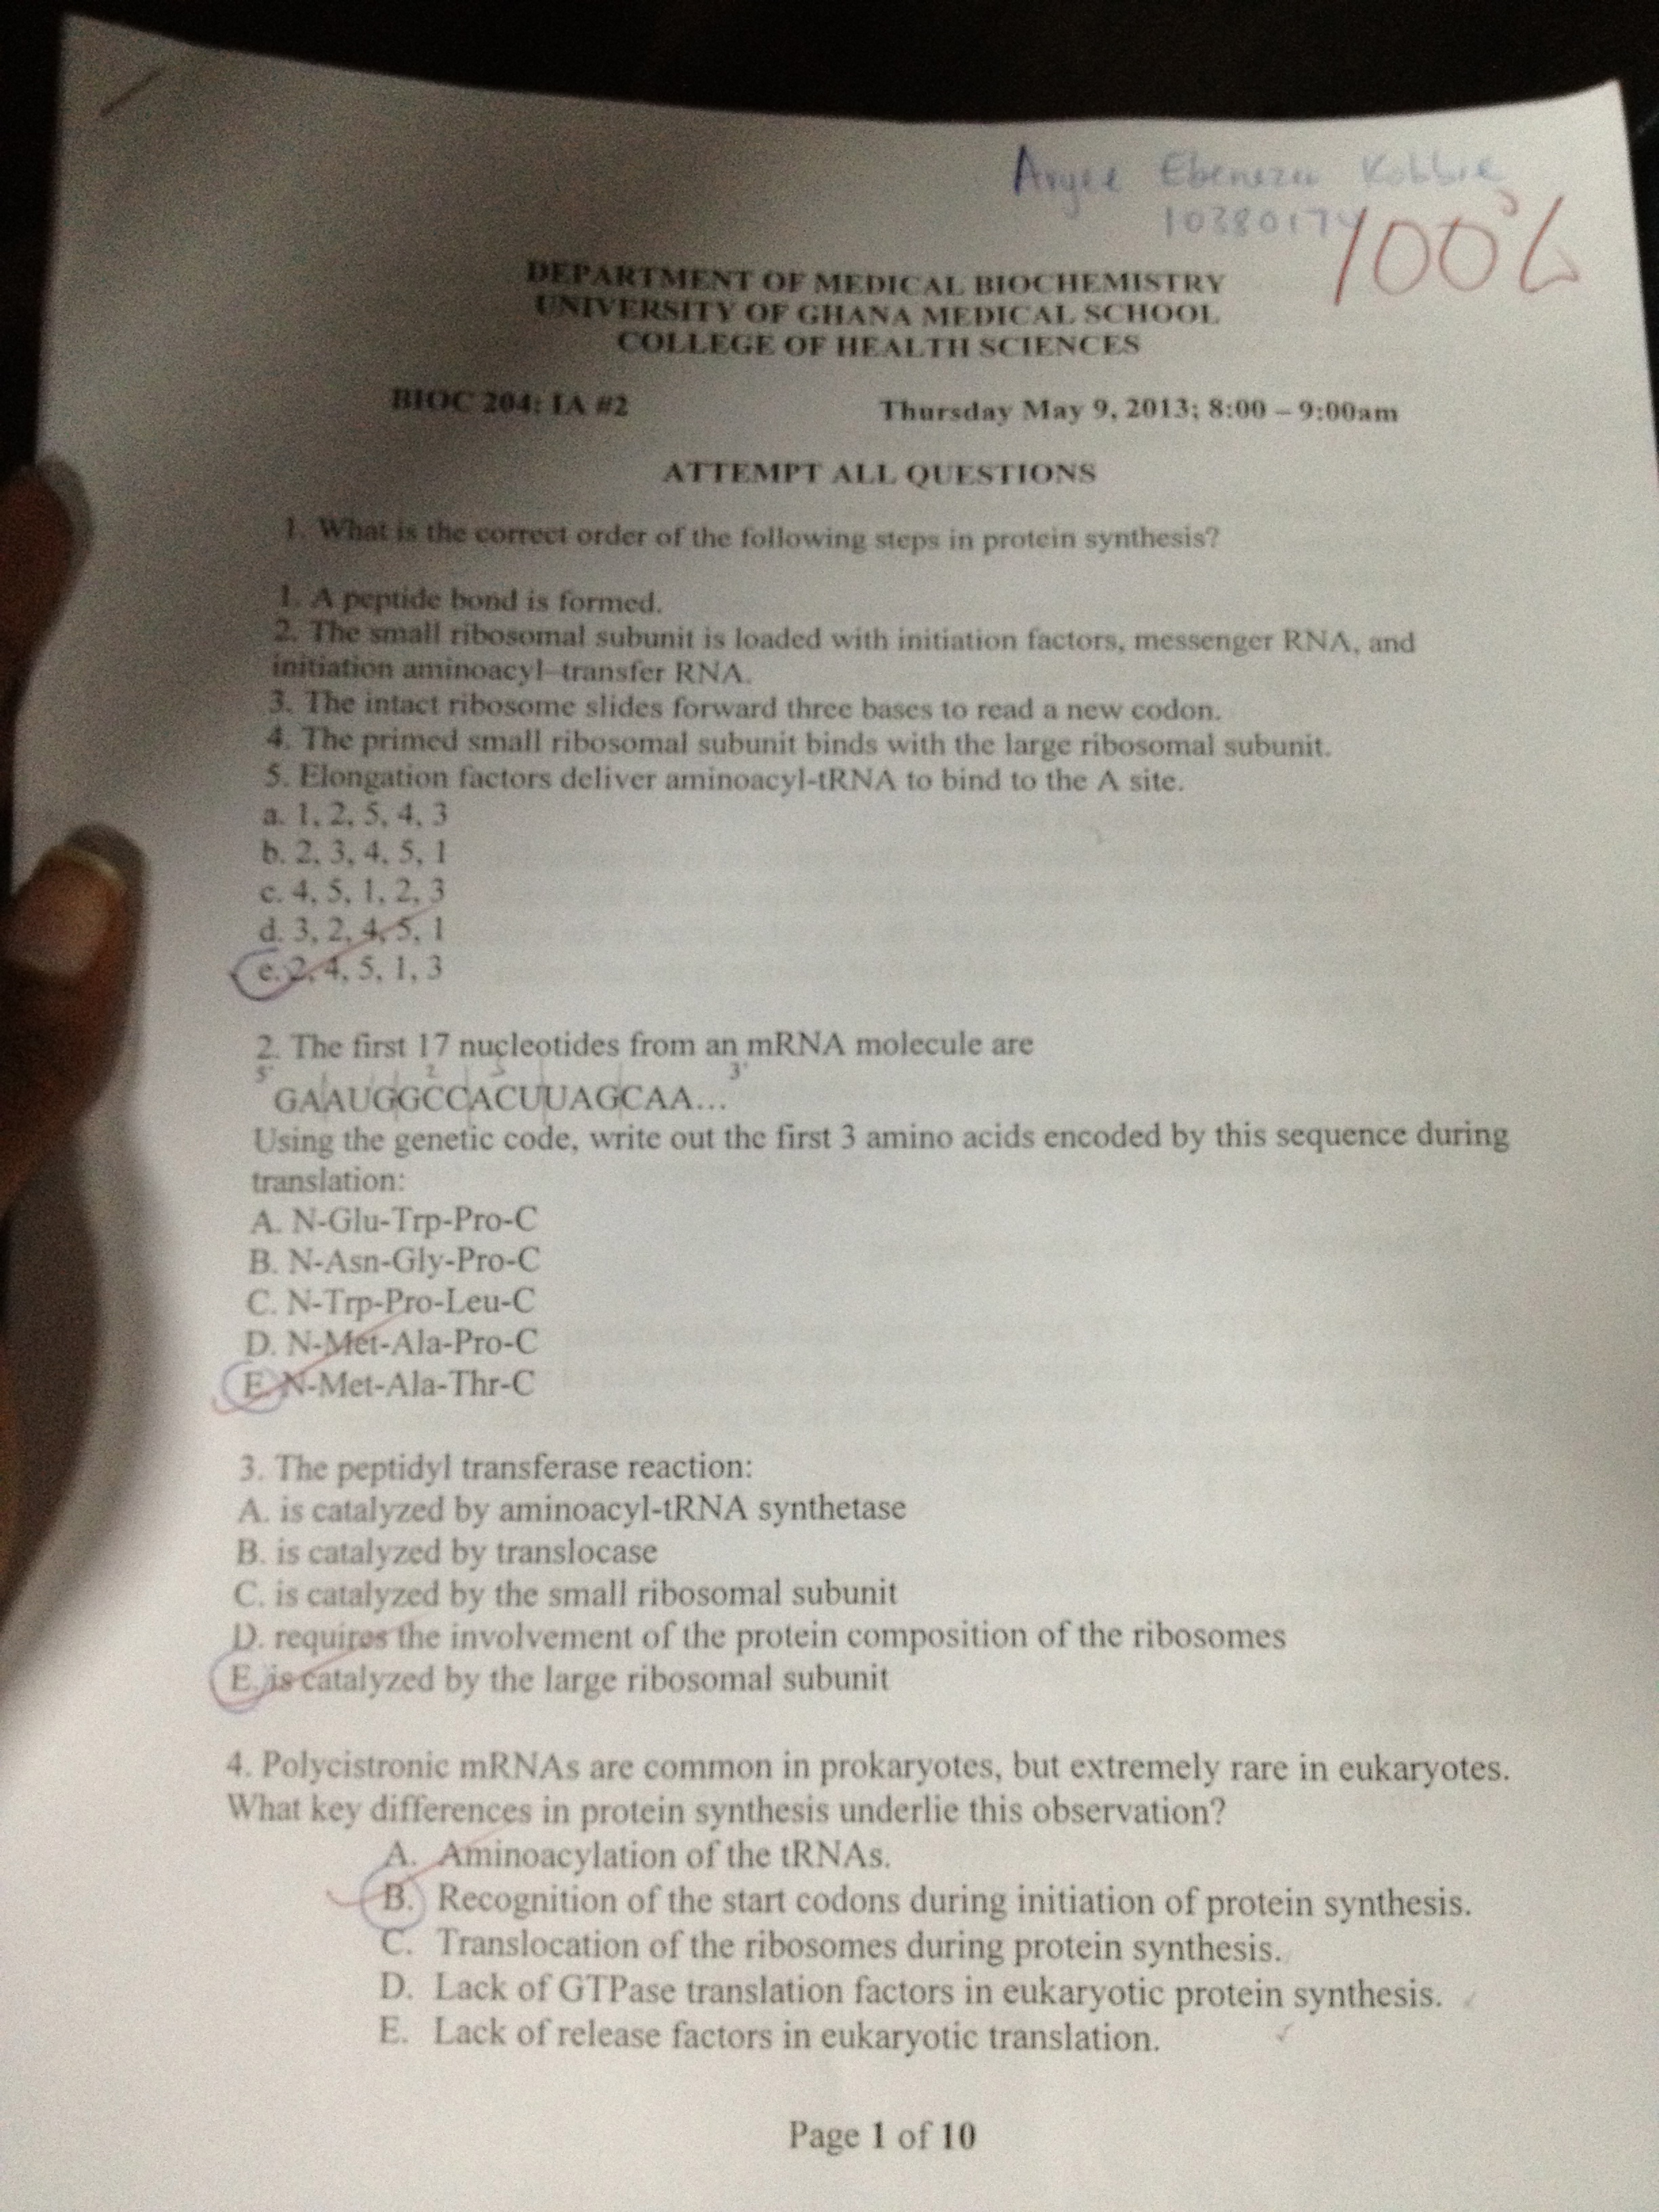 Ebenezer Kobbie
100%
DEPARTMENT OF MEDICAL BIOCHEMISTRY
UNIVERSITY OF GHANA MEDICAL SCHOOL
COLLEGE OF HEALTH SCIENCES
BIOC 204: IA #2 Thursday May 9, 2013; 8:00 – 9:00am
ATTEMPT ALL QUESTIONS
1. What is the correct order of the following steps in protein synthesis?
1. A peptide bond is formed.
2. The small ribosomal subunit is loaded with initiation factors, messenger RNA, and
initiation aminoacyl–transfer RNA.
3. The intact ribosome slides forward three bases to read a new codon.
4. The primed small ribosomal subunit binds with the large ribosomal subunit.
5. Elongation factors deliver aminoacyl-tRNA to bind to the A site.
a. 1, 2, 5, 4, 3
b. 2, 3, 4, 5, 1
c. 4, 5, 1, 2, 3
d. 3, 2, 4, 5, 1
e. 2, 4, 5, 1, 3
2. The first 17 nucleotides from an mRNA molecule are
5' 2 3 3'
GAAUGGCCACUUAGCAA...
Using the genetic code, write out the first 3 amino acids encoded by this sequence during
translation:
A. N-Glu-Trp-Pro-C
B. N-Asn-Gly-Pro-C
C. N-Trp-Pro-Leu-C
D. N-Met-Ala-Pro-C
E. N-Met-Ala-Thr-C
3. The peptidyl transferase reaction:
A. is catalyzed by aminoacyl-tRNA synthetase
B. is catalyzed by translocase
C. is catalyzed by the small ribosomal subunit
D. requires the involvement of the protein composition of the ribosomes
E. is catalyzed by the large ribosomal subunit
4. Polycistronic mRNAs are common in prokaryotes, but extremely rare in eukaryotes.
What key differences in protein synthesis underlie this observation?
A. Aminoacylation of the tRNAs.
B. Recognition of the start codons during initiation of protein synthesis.
C. Translocation of the ribosomes during protein synthesis.
D. Lack of GTPase translation factors in eukaryotic protein synthesis.
E. Lack of release factors in eukaryotic translation.
Page 1 of 10